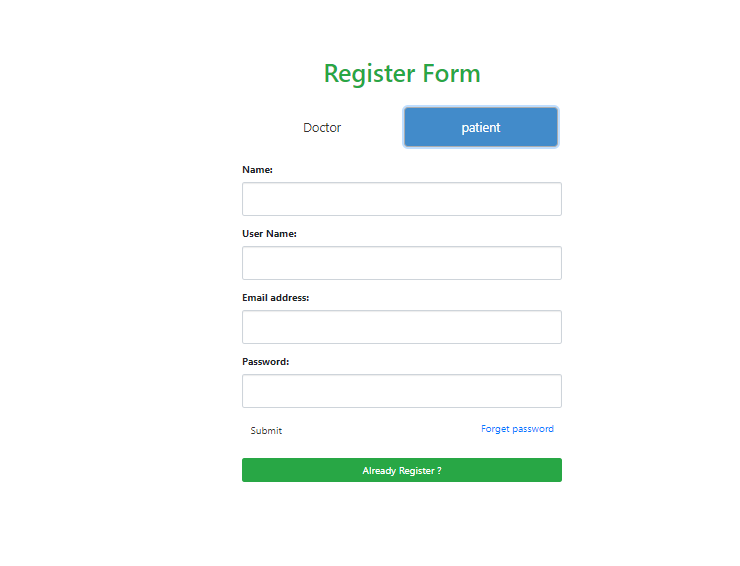 Register Form
Doctor patient
Name:
User Name:
Email address:
Password:
Submit Forget password
Already Register ?